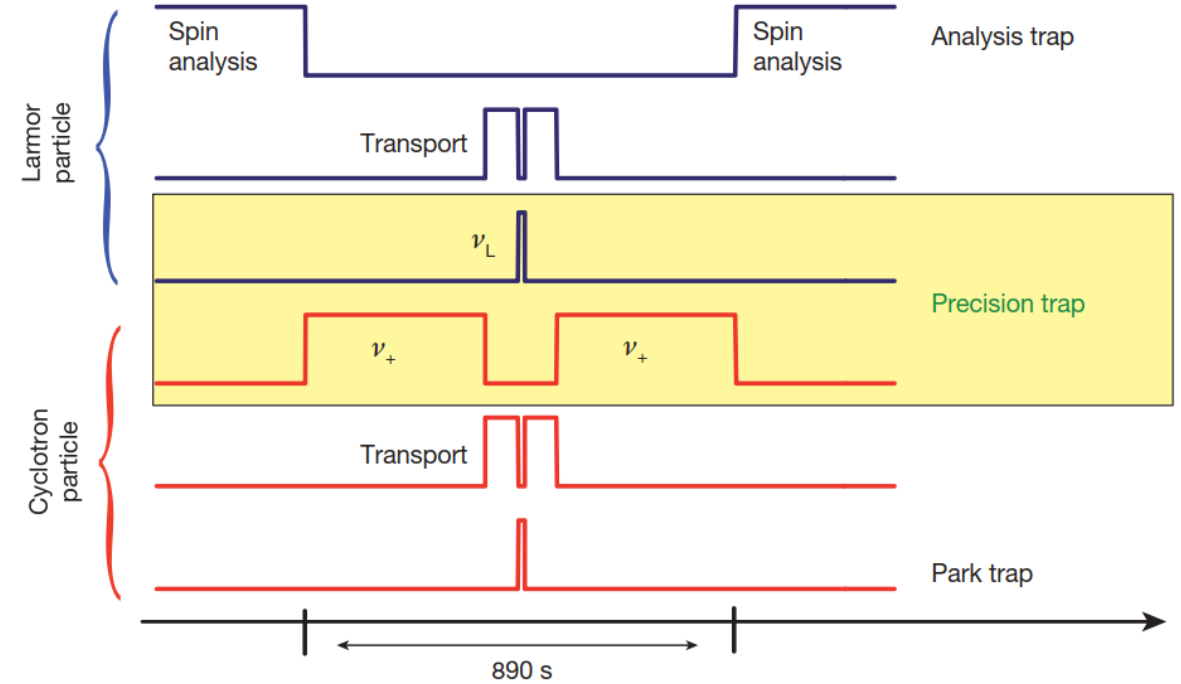 Spin
analysis
Spin
analysis
Analysis trap
Larmor
particle
Transport
ν_L
Precision trap
ν_+
ν_+
Cyclotron
particle
Transport
Park trap
890 s